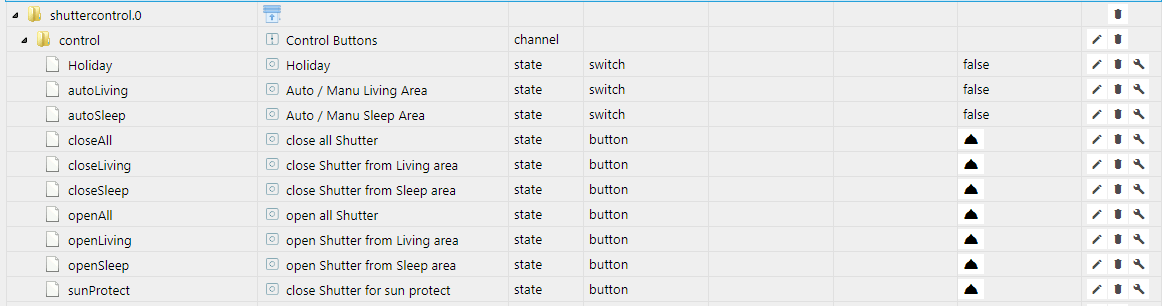 shuttercontrol.0
control Control Buttons channel
Holiday Holiday state switch false
autoLiving Auto / Manu Living Area state switch false
autoSleep Auto / Manu Sleep Area state switch false
closeAll close all Shutter state button
closeLiving close Shutter from Living area state button
closeSleep close Shutter from Sleep area state button
openAll open all Shutter state button
openLiving open Shutter from Living area state button
openSleep open Shutter from Sleep area state button
sunProtect close Shutter for sun protect state button